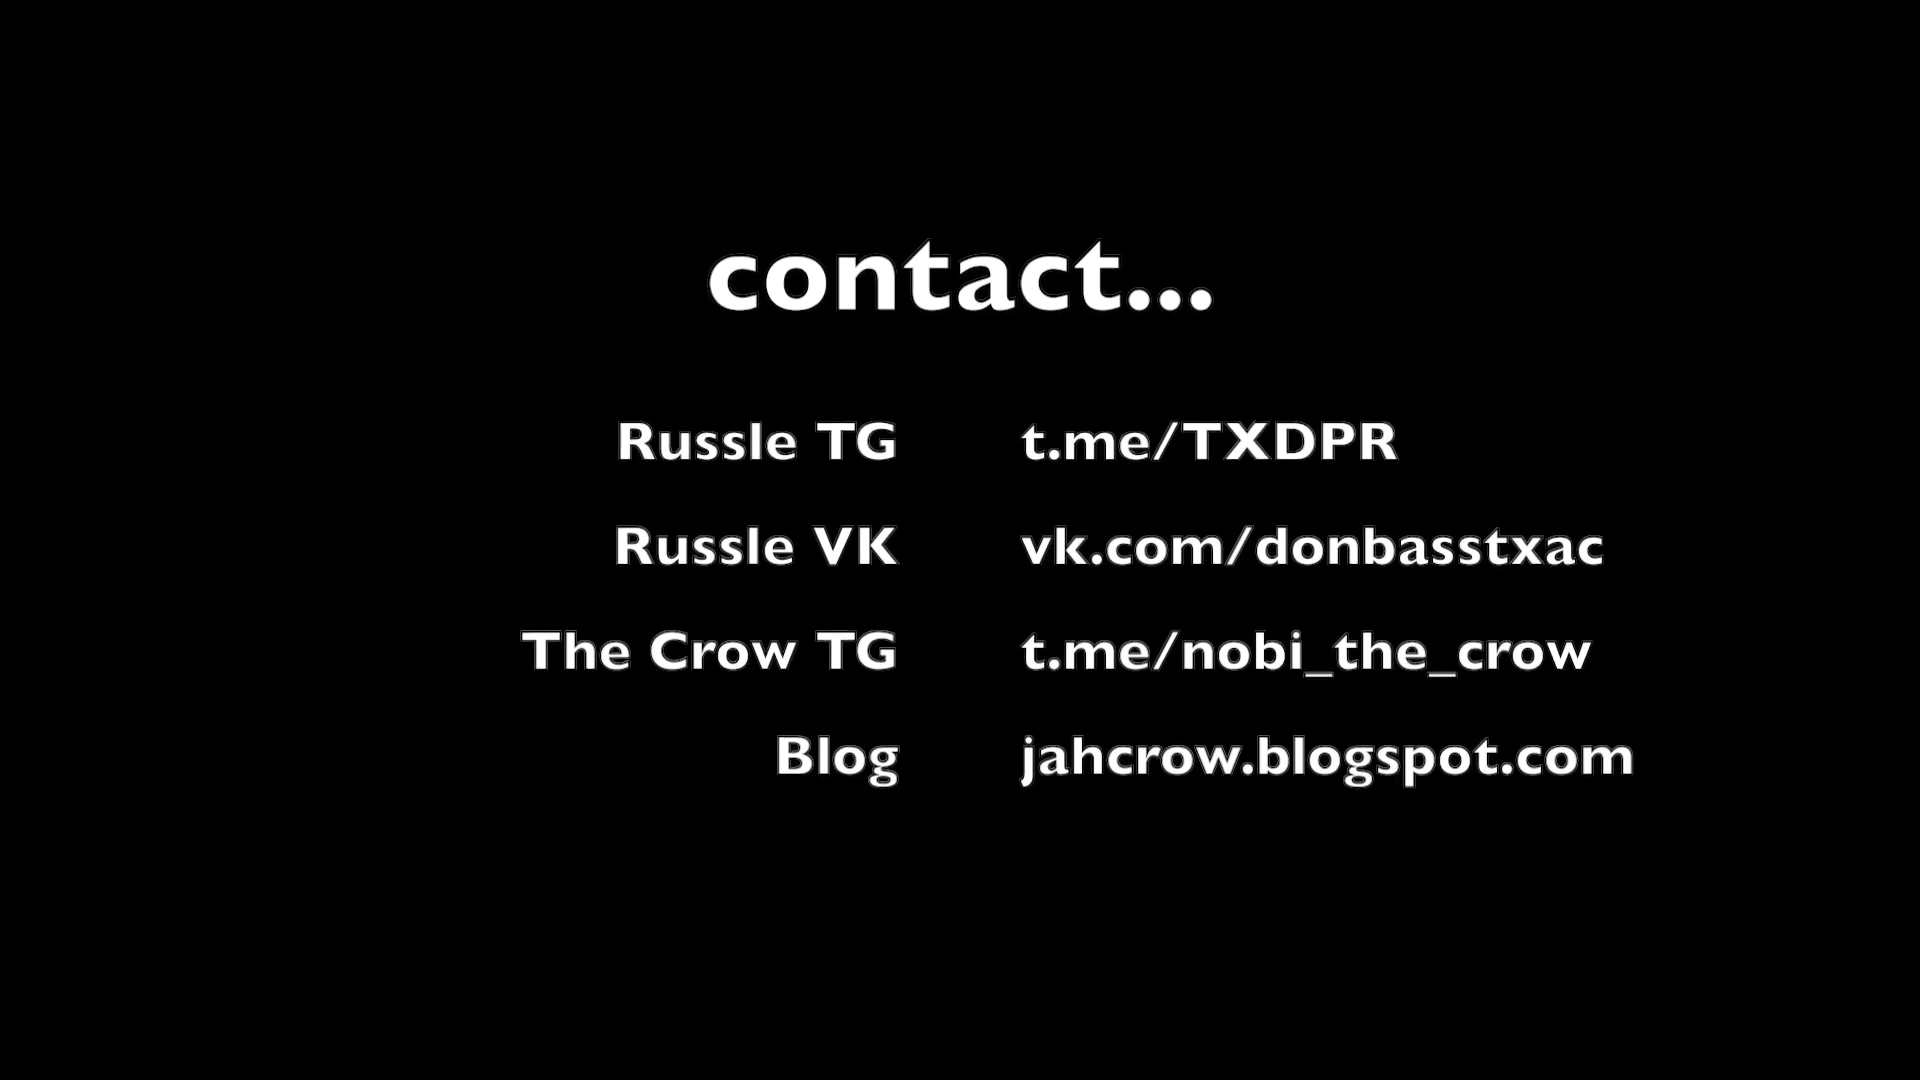 contact...
Russle TG t.me/TXDPR
Russle VK vk.com/donbasstxac
The Crow TG t.me/nobi_the_crow
Blog jahcrow.blogspot.com